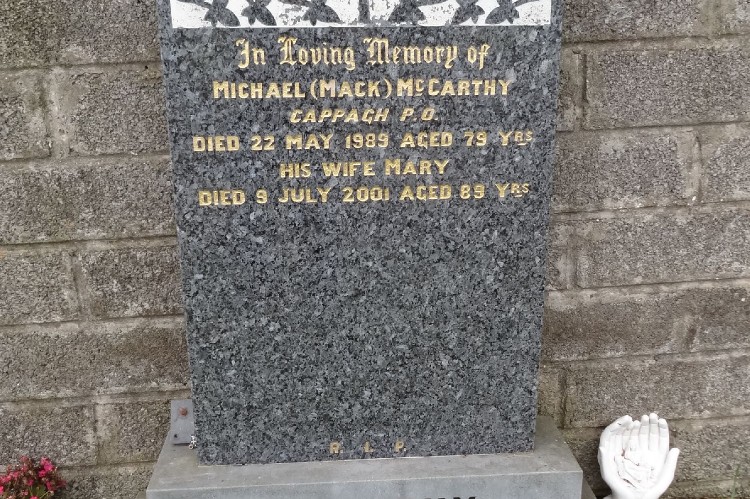 In Loving Memory of
MICHAEL (MACK) McCARTHY
CAPPAGH P.O.
DIED 22 MAY 1989 AGED 79 YRS
HIS WIFE MARY
DIED 9 JULY 2001 AGED 89 YRS
R.I.P.